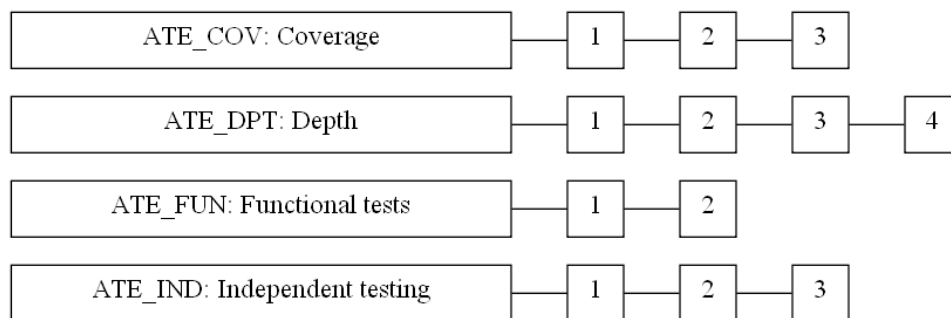 ATE_COV: Coverage 1 2 3
ATE_DPT: Depth 1 2 3 4
ATE_FUN: Functional tests 1 2
ATE_IND: Independent testing 1 2 3